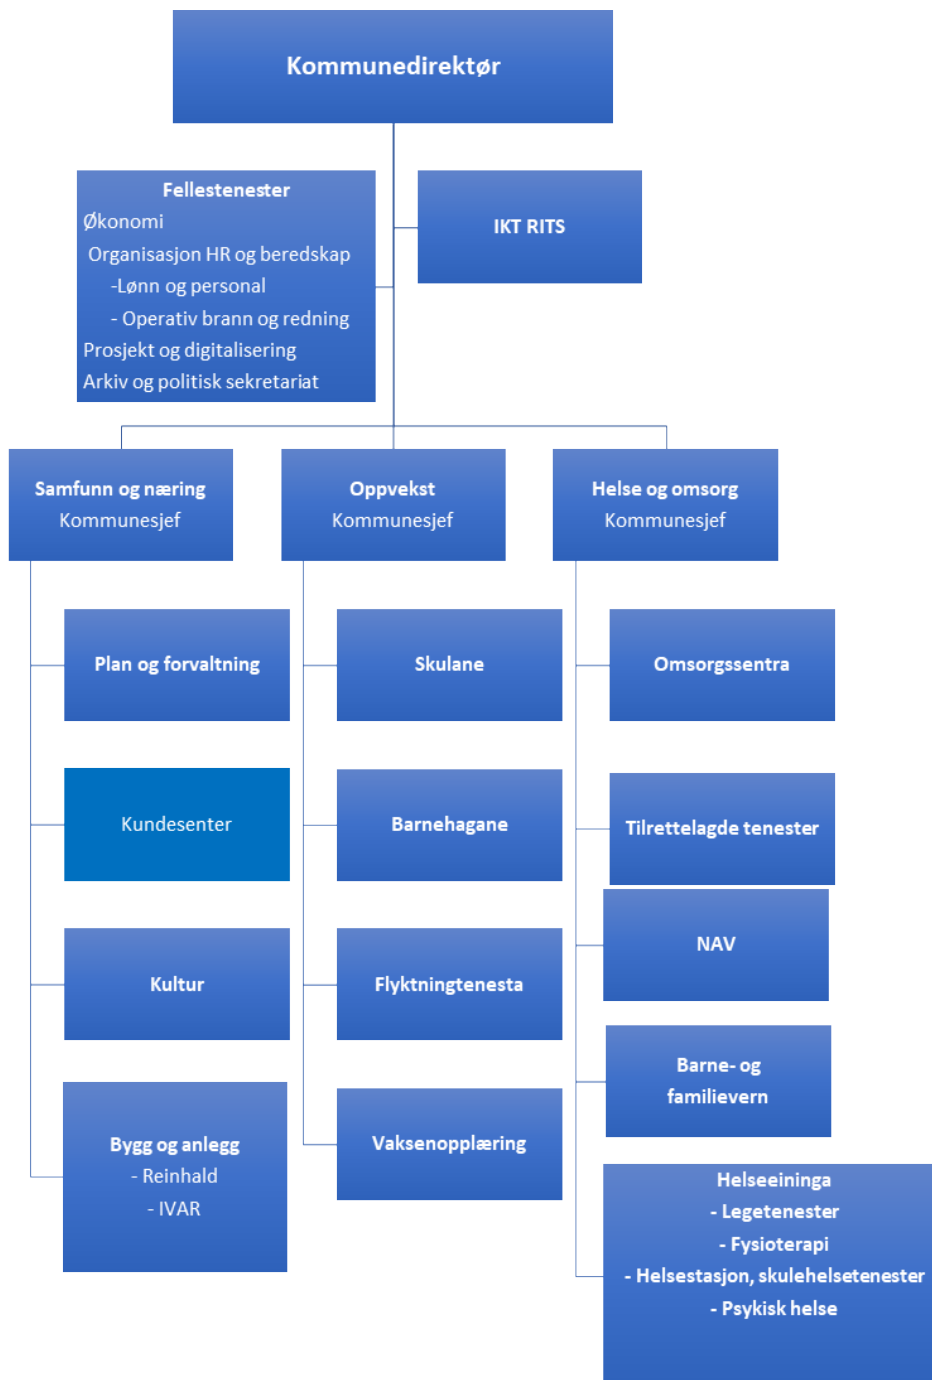 Kommunedirektør
Fellestenester
Økonomi
Organisasjon HR og beredskap
-Lønn og personal
- Operativ brann og redning
Prosjekt og digitalisering
Arkiv og politisk sekretariat
IKT RITS
Samfunn og næring
Kommunesjef
Oppvekst
Kommunesjef
Helse og omsorg
Kommunesjef
Plan og forvaltning
Kundesenter
Kultur
Bygg og anlegg
- Reinhald
- IVAR
Skulane
Barnehagane
Flyktningtenesta
Vaksenopplæring
Omsorgssentra
Tilrettelagde tenester
NAV
Barne- og
familievern
Helseeininga
- Legetenester
- Fysioterapi
- Helsestasjon, skulehelsetenester
- Psykisk helse